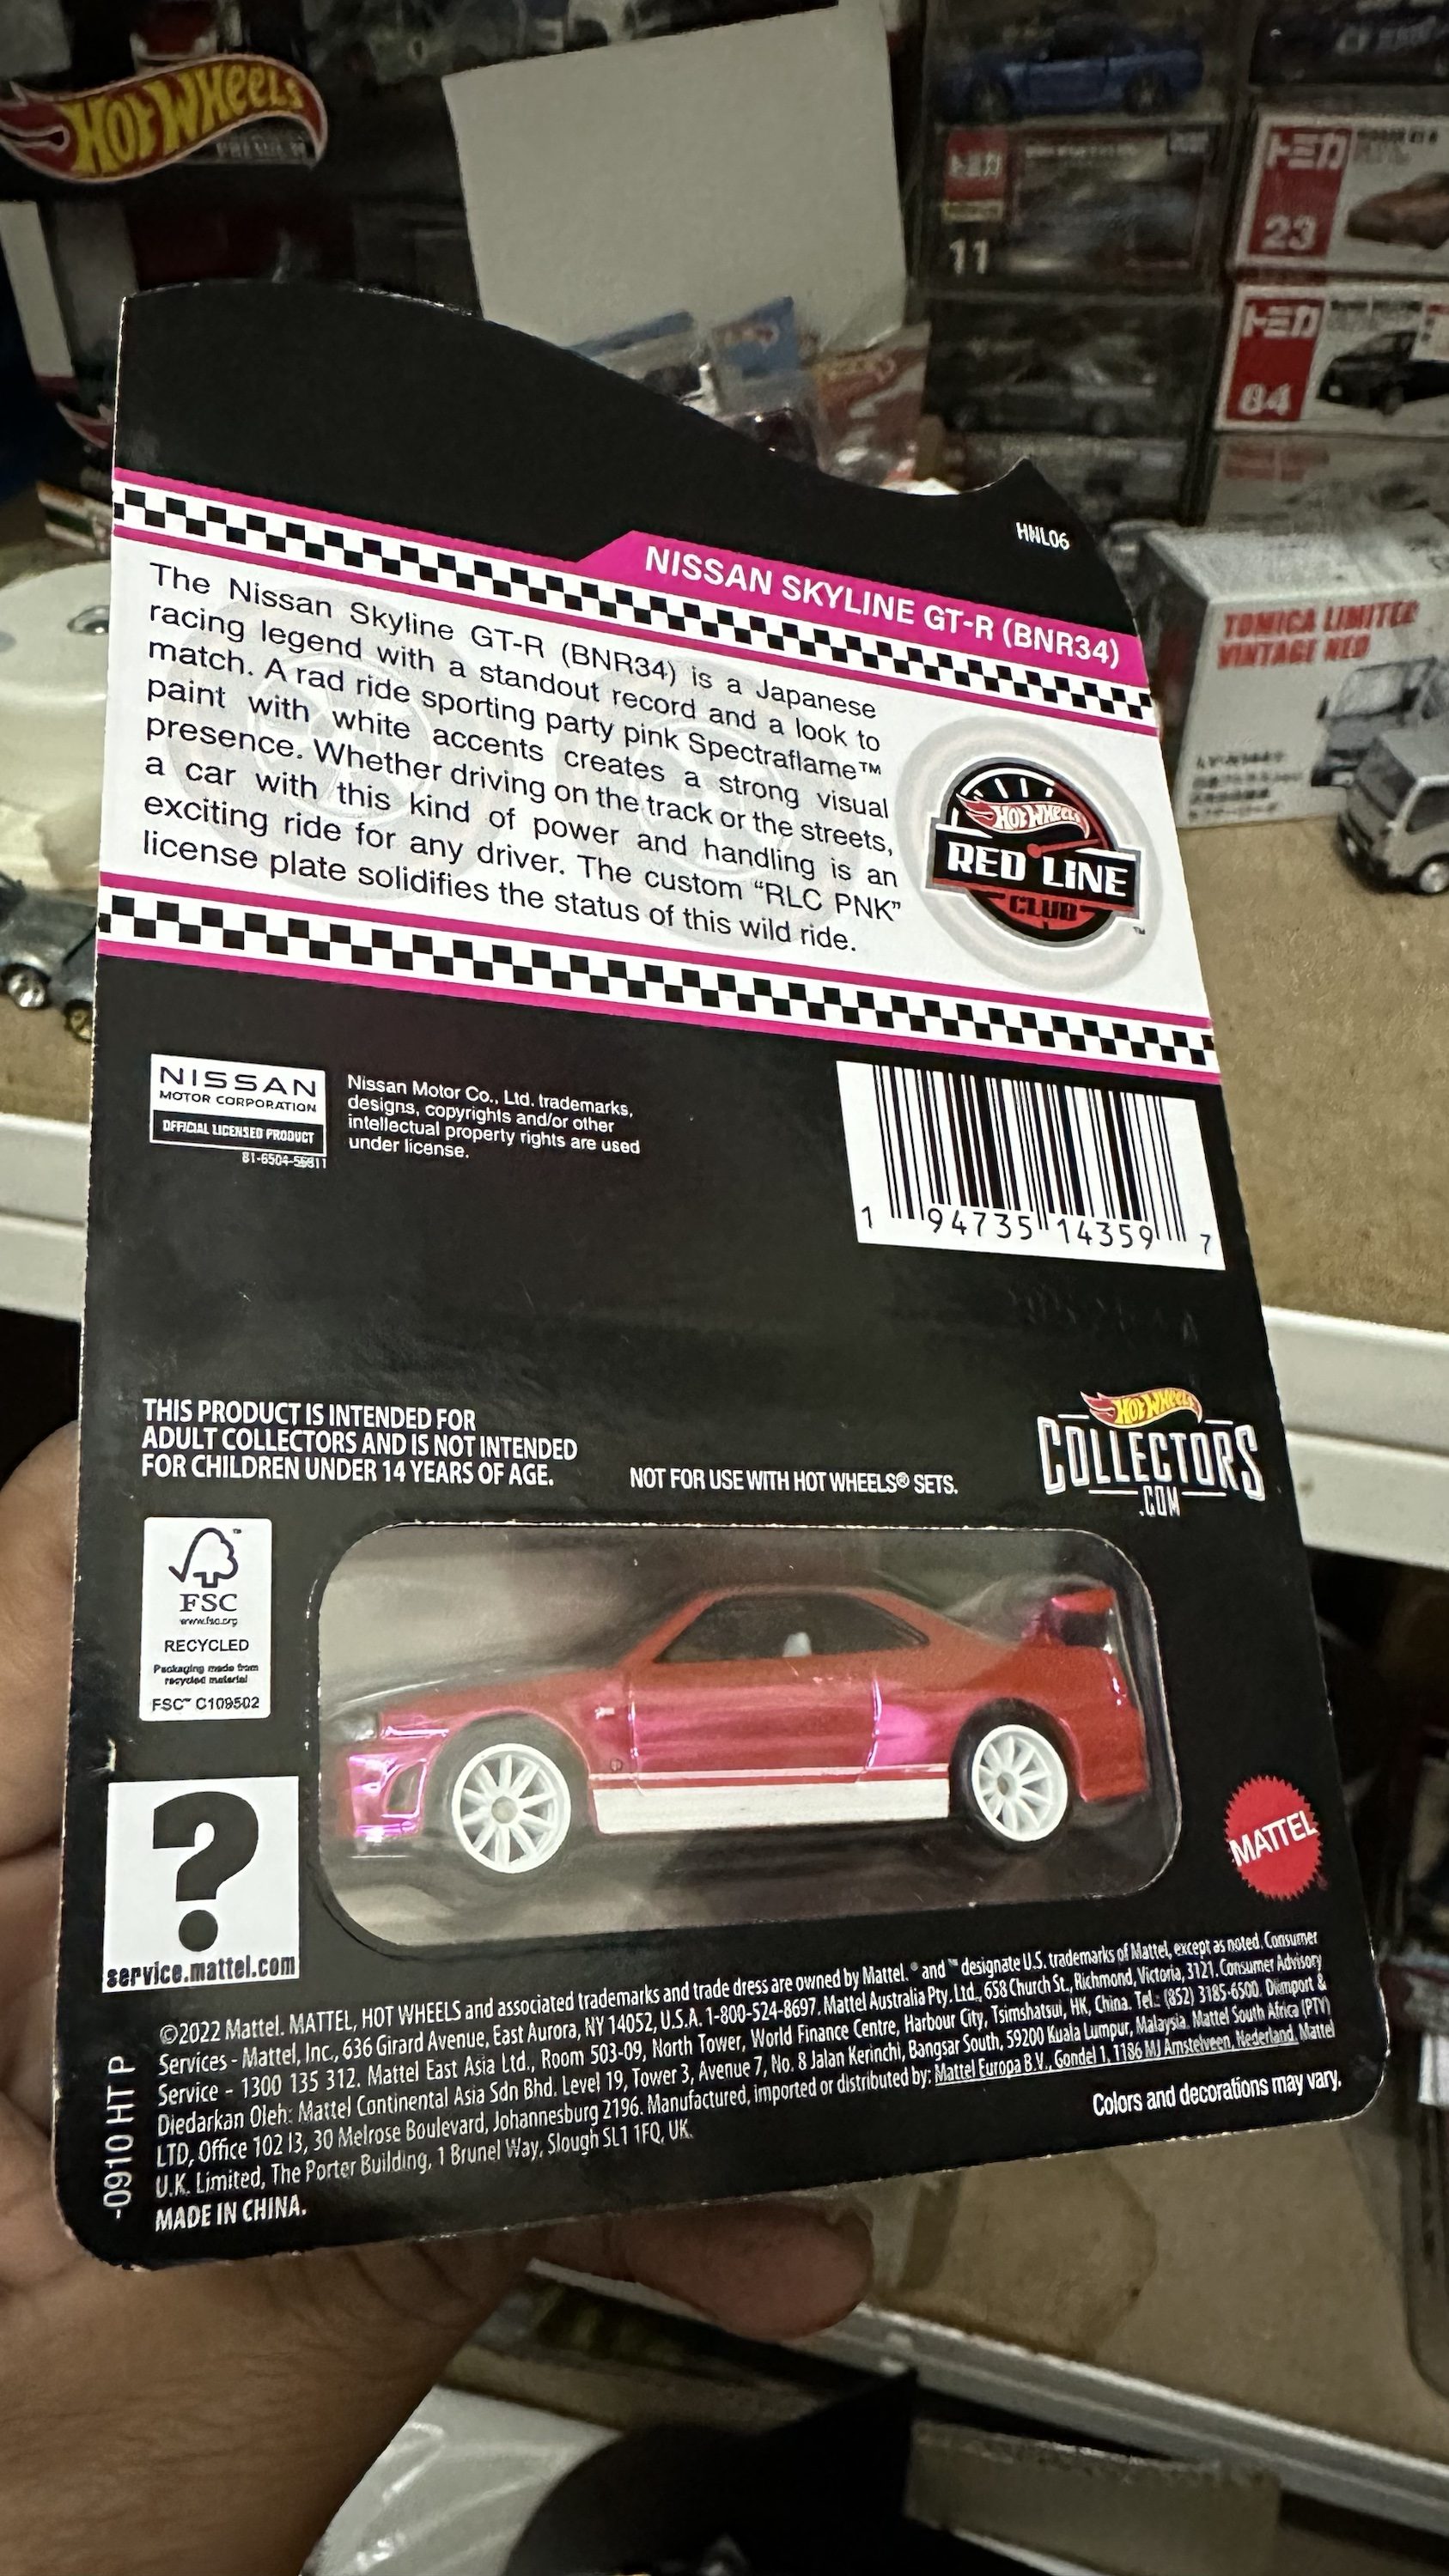 HOT WHEELS
PREMIUM
トミカ
11
トミカ
23
トミカ
84
TOMICA LIMITED
VINTAGE NEO
HNL06
NISSAN SKYLINE GT-R (BNR34)
The Nissan Skyline GT-R (BNR34) is a Japanese
racing legend with a standout record and a look to
match. A rad ride sporting party pink Spectraflame™
paint with white accents creates a strong visual
presence. Whether driving on the track or the streets,
a car with this kind of power and handling is an
exciting ride for any driver. The custom “RLC PNK”
license plate solidifies the status of this wild ride.
HOT WHEELS
RED LINE
CLUB
™
NISSAN
MOTOR CORPORATION
OFFICIAL LICENSED PRODUCT
Nissan Motor Co., Ltd. trademarks,
designs, copyrights and/or other
intellectual property rights are used
under license.
1 94735 14359 7
THIS PRODUCT IS INTENDED FOR
ADULT COLLECTORS AND IS NOT INTENDED
FOR CHILDREN UNDER 14 YEARS OF AGE.
NOT FOR USE WITH HOT WHEELS® SETS.
HOT WHEELS
COLLECTORS
.COM
FSC
www.fsc.org
RECYCLED
Packaging made from
recycled material
FSC™ C109502
?
service.mattel.com
MATTEL
©2022 Mattel. MATTEL, HOT WHEELS and associated trademarks and trade dress are owned by Mattel. ® and ™ designate U.S. trademarks of Mattel, except as noted. Consumer
Services - Mattel, Inc., 636 Girard Avenue, East Aurora, NY 14052, U.S.A. 1-800-524-8697. Mattel Australia Pty. Ltd., 658 Church St., Richmond, Victoria, 3121. Consumer Advisory
Service - 1300 135 312. Mattel East Asia Ltd., Room 503-09, North Tower, World Finance Centre, Harbour City, Tsimshatsui, HK, China. Tel.: (852) 3185-6500. Diimport &
Diedarkan Oleh: Mattel Continental Asia Sdn Bhd. Level 19, Tower 3, Avenue 7, No. 8 Jalan Kerinchi, Bangsar South, 59200 Kuala Lumpur, Malaysia. Mattel South Africa (PTY)
LTD, Office 102 I3, 30 Melrose Boulevard, Johannesburg 2196. Manufactured, imported or distributed by: Mattel Europa B.V., Gondel 1, 1186 MJ Amstelveen, Nederland. Mattel
U.K. Limited, The Porter Building, 1 Brunel Way, Slough SL1 1FQ, UK.
MADE IN CHINA.
Colors and decorations may vary.
-0910 HT P